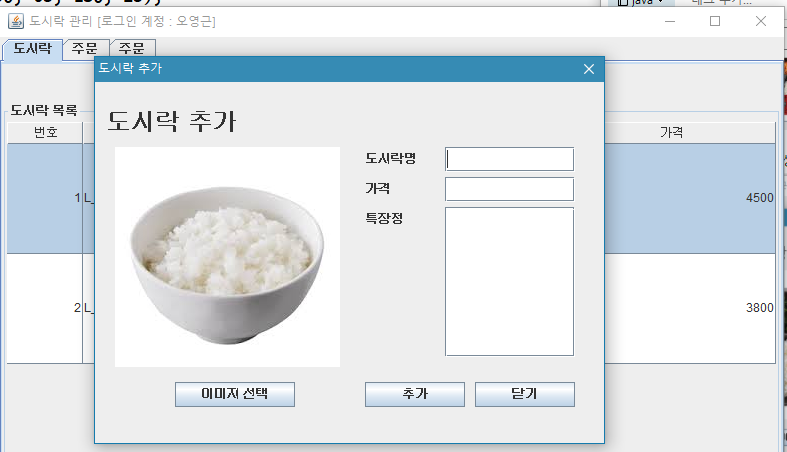 java
도시락 관리 [로그인 계정 : 오영근]
도시락 주문 주문
도시락 추가
도시락 목록
번호 가격
도시락 추가
도시락명
가격
특장정
1 L_ 4500
2 L_ 3800
이미지 선택 추가 닫기